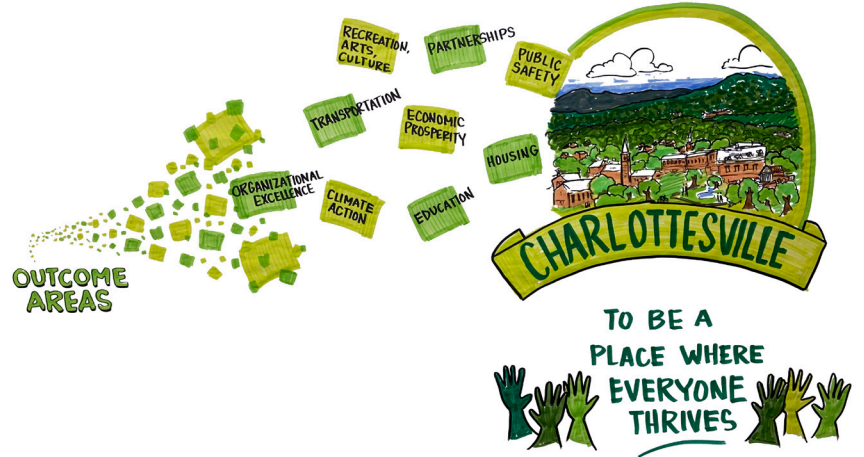 RECREATION,
ARTS,
CULTURE
PARTNERSHIPS
PUBLIC
SAFETY
TRANSPORTATION
ECONOMIC
PROSPERITY
HOUSING
ORGANIZATIONAL
EXCELLENCE
CLIMATE
ACTION
EDUCATION
OUTCOME
AREAS
CHARLOTTESVILLE
TO BE A
PLACE WHERE
EVERYONE
THRIVES